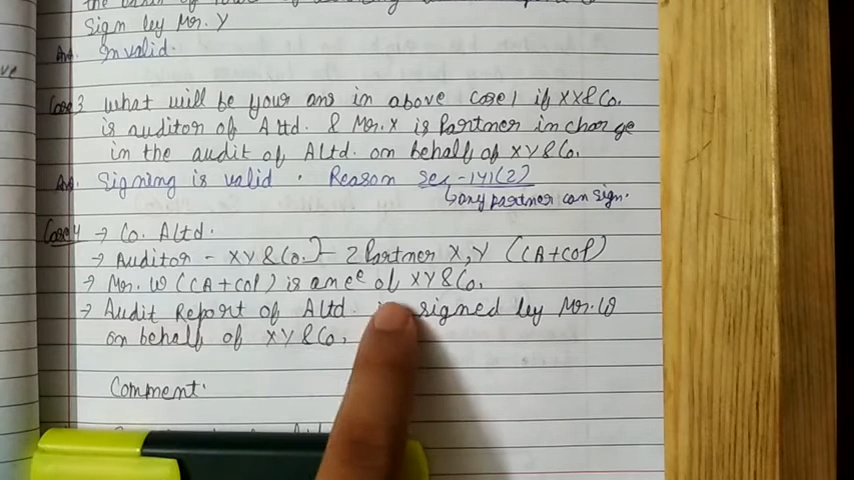 Sign by Mr. Y
Ans. Invalid.
ve
Case 3 What will be your ans in above case 1 if XY&Co.
is auditor of A Ltd. & Mr. X is Partner in charge
in the audit of A Ltd. on behalf of XY & Co.
Ans. Signing is valid. Reason sec-141(2)
↳any partner can sign.
Case 4 → Co. A Ltd.
→ Auditor - XY & Co. - 2 Partner X, Y (CA+COP)
→ Mr. W (CA+COP) is an ee of XY & Co.
→ Audit Report of A Ltd. signed by Mr. W
on behalf of XY & Co.
Comment.